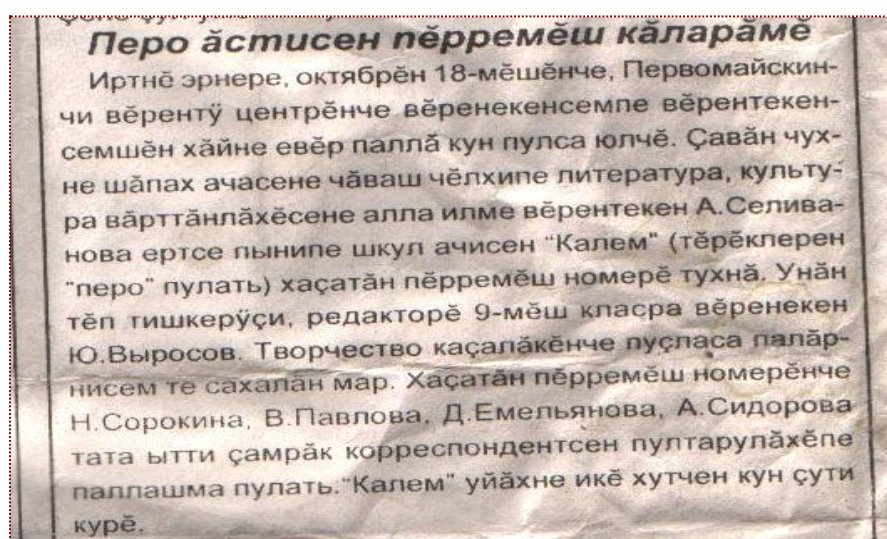 Перо ăстисен пĕрремĕш кăларăмĕ
Иртнĕ эрнере, октябрĕн 18-мĕшĕнче, Первомайскин-
чи вĕрентӳ центрĕнче вĕренекенсемпе вĕрентекен-
семшĕн хăйне евĕр паллă кун пулса юлчĕ. Çавăн чух-
не шăпах ачасене чăваш чĕлхипе литература, культу-
ра вăрттăнлăхĕсене алла илме вĕрентекен А.Селива-
нова ертсе пынипе шкул ачисен "Калем" (тĕрĕклерен
"перо" пулать) хаçатăн пĕрремĕш номерĕ тухнă. Унăн
тĕп тишкерӳçи, редакторĕ 9-мĕш класра вĕренекен
Ю.Выросов. Творчество каçалăкĕнче пуçласа палăр-
нисем те сахалăн мар. Хаçатăн пĕрремĕш номерĕнче
Н.Сорокина, В.Павлова, Д.Емельянова, А.Сидорова
тата ытти çамрăк корреспондентсен пултарулăхĕпе
паллашма пулать."Калем" уйăхне икĕ хутчен кун çути
курĕ.